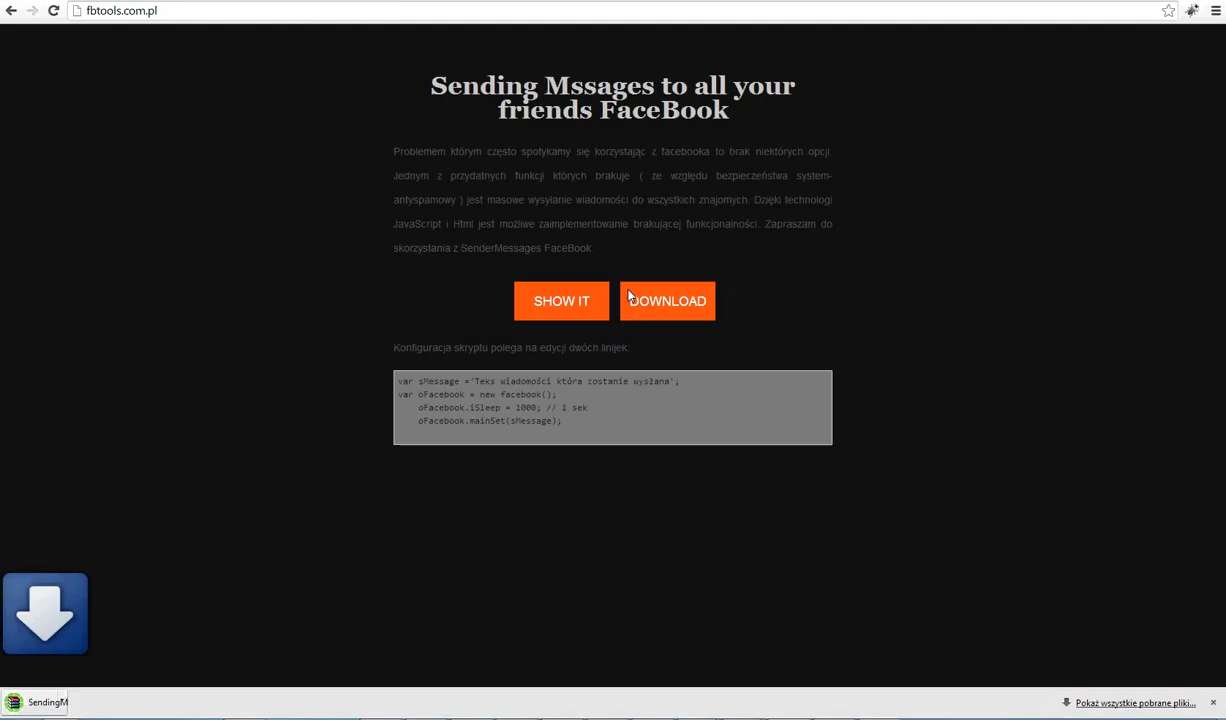 fbtools.com.pl
Sending Mssages to all your
friends FaceBook
Problemem którym często spotykamy się korzystając z facebooka to brak niektórych opcji.
Jednym z przydatnych funkcji których brakuje ( ze względu bezpieczeństwa system-
antyspamowy ) jest masowe wysyłanie wiadomości do wszystkich znajomych. Dzięki technologi
JavaScript i Html jest możliwe zaimplementowanie brakującej funkcjonalności. Zapraszam do
skorzystania z SenderMessages FaceBook.
SHOW IT
DOWNLOAD
Konfiguracja skryptu polega na edycji dwóch linijek:
var sMessage ='Teks wiadomości która zostanie wysłana';
var oFacebook = new facebook();
oFacebook.iSleep = 1000; // 1 sek
oFacebook.mainSet(sMessage);
SendingM
Pokaż wszystkie pobrane pliki...